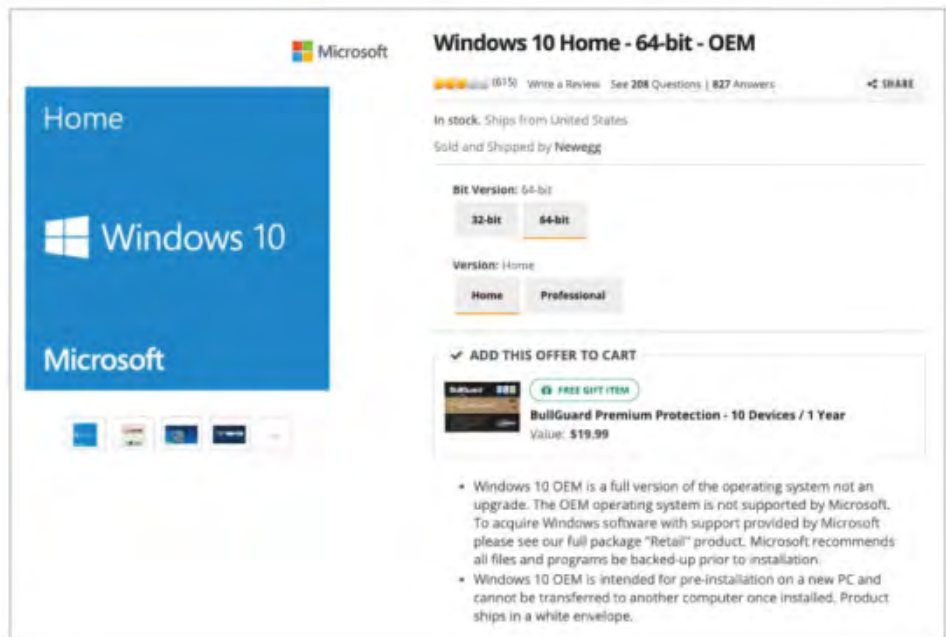 Microsoft
Home
Windows 10
Microsoft
Windows 10 Home - 64-bit - OEM
(615) Write a Review See 208 Questions | 827 Answers
SHARE
In stock. Ships from United States
Sold and Shipped by Newegg
Bit Version: 64-bit
32-bit 64-bit
Version: Home
Home Professional
ADD THIS OFFER TO CART
FREE GIFT ITEM
BullGuard
BullGuard Premium Protection - 10 Devices / 1 Year
Value: $19.99
• Windows 10 OEM is a full version of the operating system not an
upgrade. The OEM operating system is not supported by Microsoft.
To acquire Windows software with support provided by Microsoft
please see our full package "Retail" product. Microsoft recommends
all files and programs be backed-up prior to installation.
• Windows 10 OEM is intended for pre-installation on a new PC and
cannot be transferred to another computer once installed. Product
ships in a white envelope.